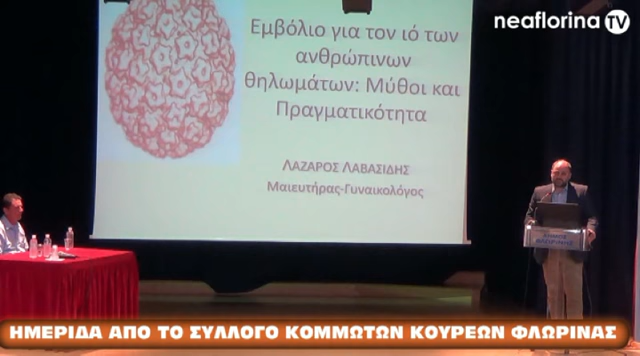 neaflorina TV
Εμβόλιο για τον ιό των
ανθρώπινων
θηλωμάτων: Μύθοι και
Πραγματικότητα
ΛΑΖΑΡΟΣ ΛΑΒΑΣΙΔΗΣ
Μαιευτήρας-Γυναικολόγος
ΗΜΕΡΙΔΑ ΑΠΟ ΤΟ ΣΥΛΛΟΓΟ ΚΟΜΜΩΤΩΝ ΚΟΥΡΕΩΝ ΦΛΩΡΙΝΑΣ